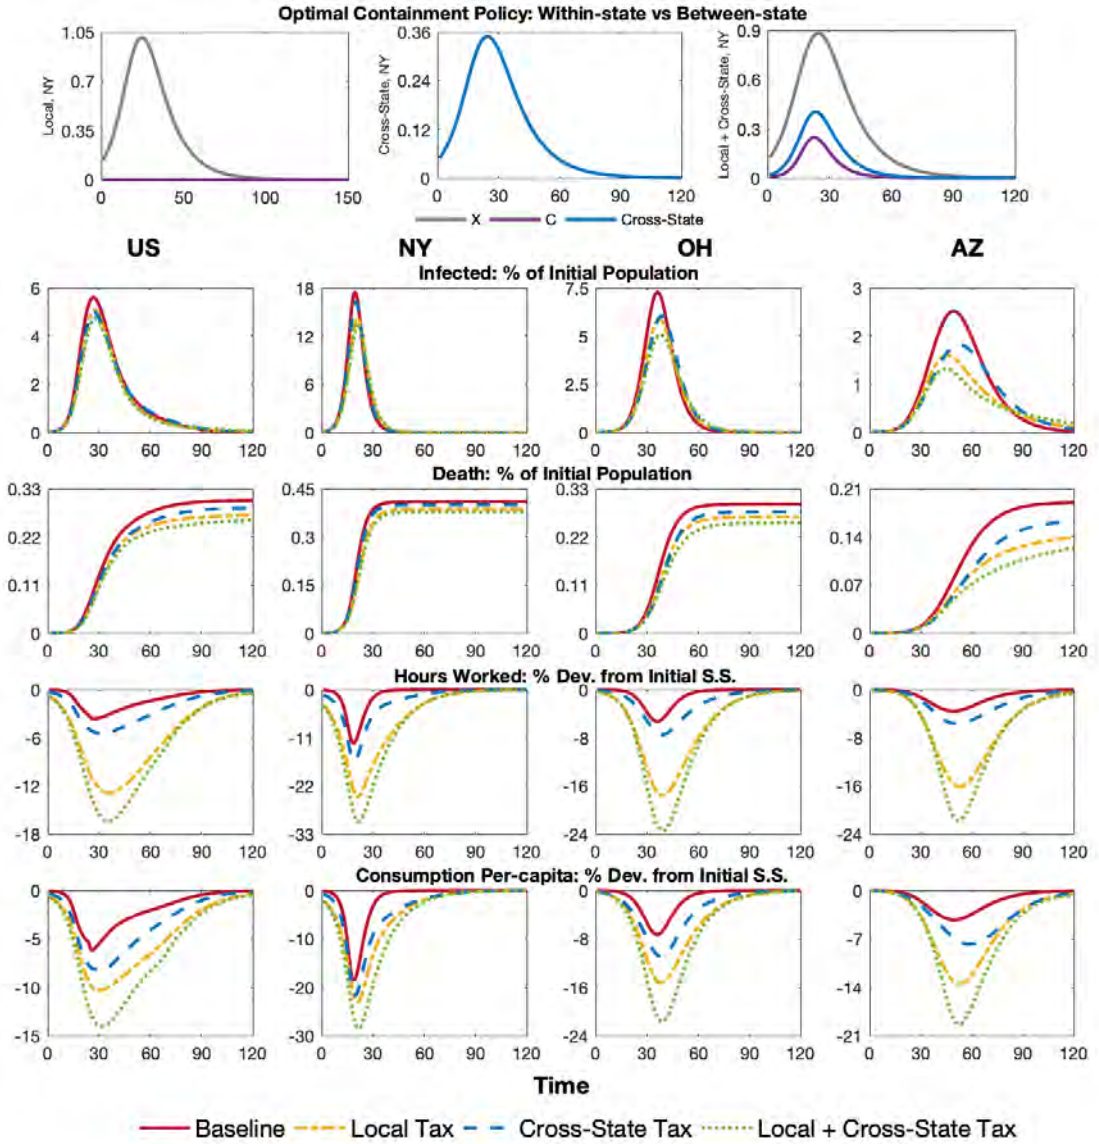 Optimal Containment Policy: Within-state vs Between-state
Local, NY
1.05
0.7
0.35
0
0 50 100 150
Cross-State, NY
0.36
0.24
0.12
0
0 30 60 90 120
Local + Cross-State, NY
0.9
0.6
0.3
0
0 30 60 90 120
X C Cross-State
US NY OH AZ
Infected: % of Initial Population
6
4
2
0
0 30 60 90 120
18
12
6
0
0 30 60 90 120
7.5
5
2.5
0
0 30 60 90 120
3
2
1
0
0 30 60 90 120
Death: % of Initial Population
0.33
0.22
0.11
0
0 30 60 90 120
0.45
0.3
0.15
0
0 30 60 90 120
0.33
0.22
0.11
0
0 30 60 90 120
0.21
0.14
0.07
0
0 30 60 90 120
Hours Worked: % Dev. from Initial S.S.
0
-6
-12
-18
0 30 60 90 120
0
-11
-22
-33
0 30 60 90 120
0
-8
-16
-24
0 30 60 90 120
0
-8
-16
-24
0 30 60 90 120
Consumption Per-capita: % Dev. from Initial S.S.
0
-5
-10
-15
0 30 60 90 120
0
-10
-20
-30
0 30 60 90 120
0
-8
-16
-24
0 30 60 90 120
0
-7
-14
-21
0 30 60 90 120
Time
Baseline Local Tax Cross-State Tax Local + Cross-State Tax